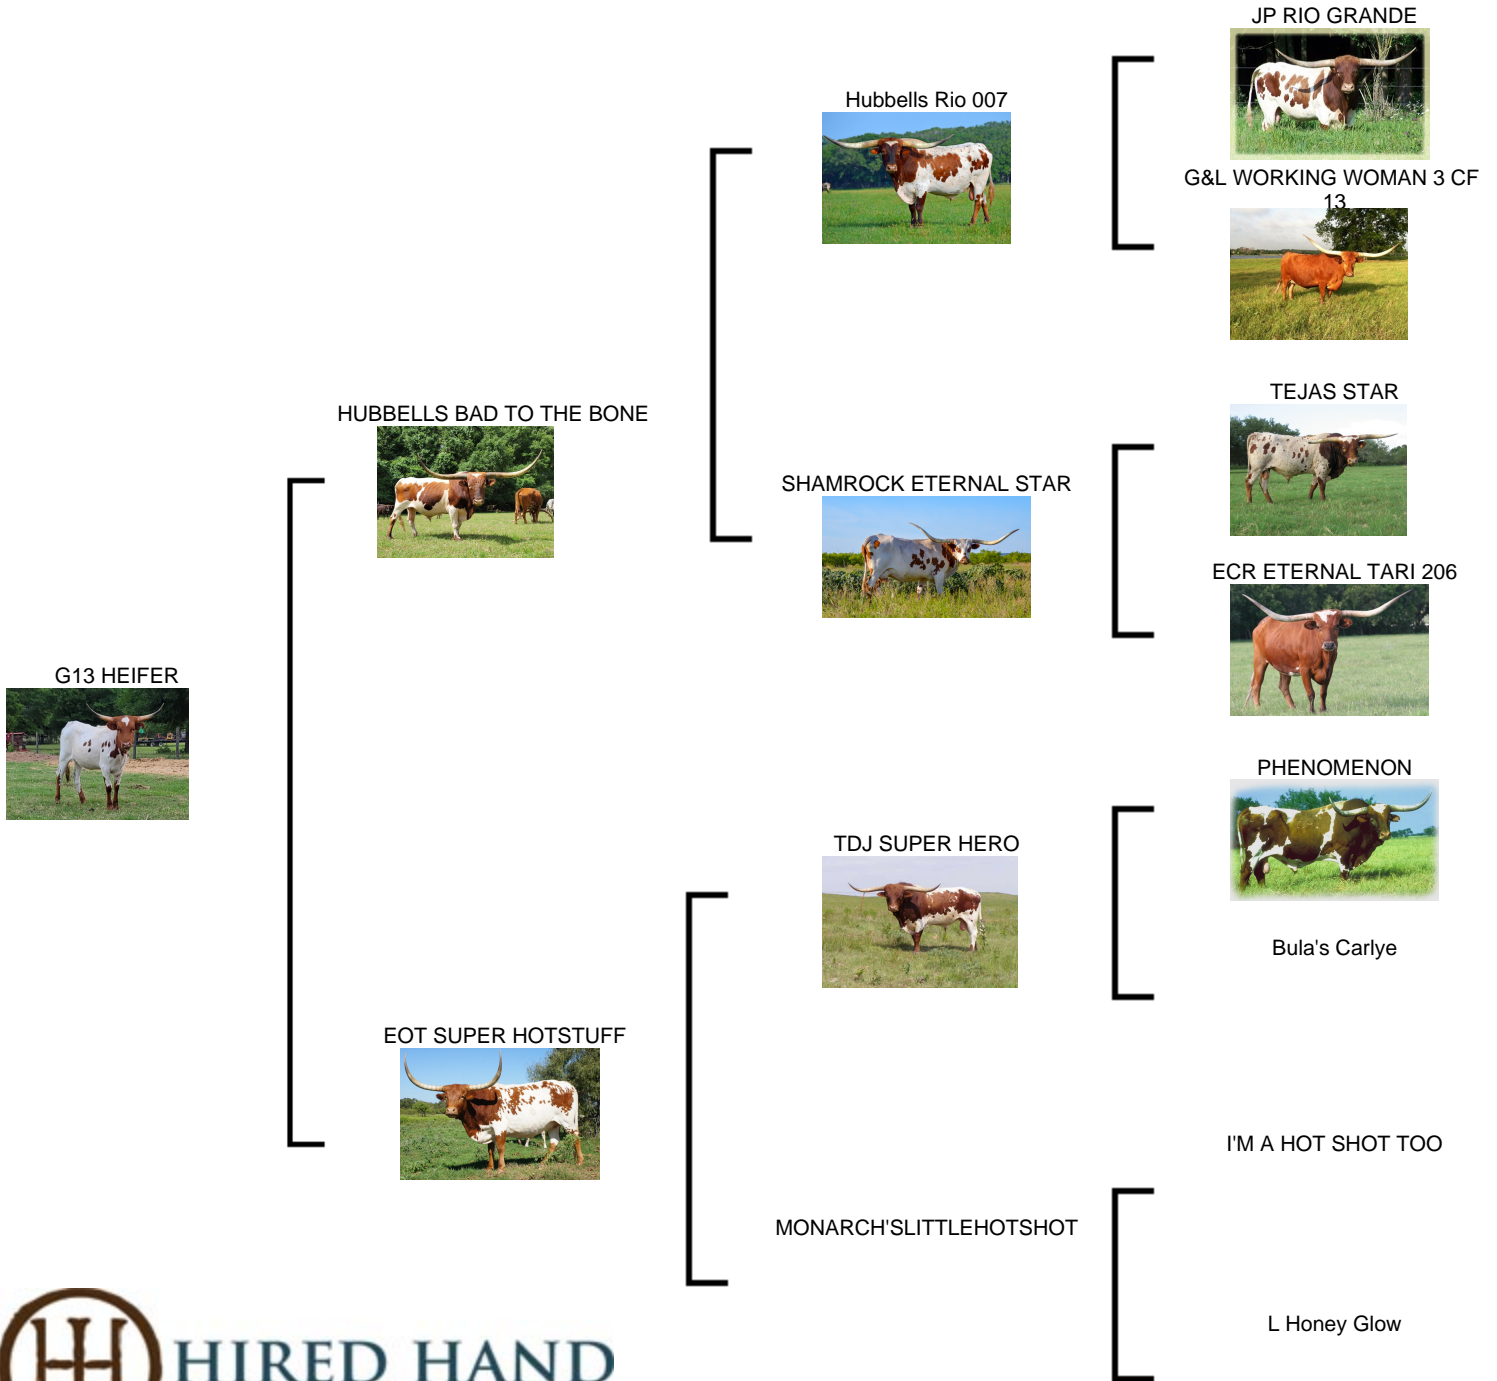 JP RIO GRANDE
Hubbells Rio 007
G&L WORKING WOMAN 3 CF
13
TEJAS STAR
HUBBELLS BAD TO THE BONE
SHAMROCK ETERNAL STAR
ECR ETERNAL TARI 206
G13 HEIFER
PHENOMENON
TDJ SUPER HERO
Bula's Carlye
EOT SUPER HOTSTUFF
I'M A HOT SHOT TOO
MONARCH'SLITTLEHOTSHOT
L Honey Glow
HIRED HAND